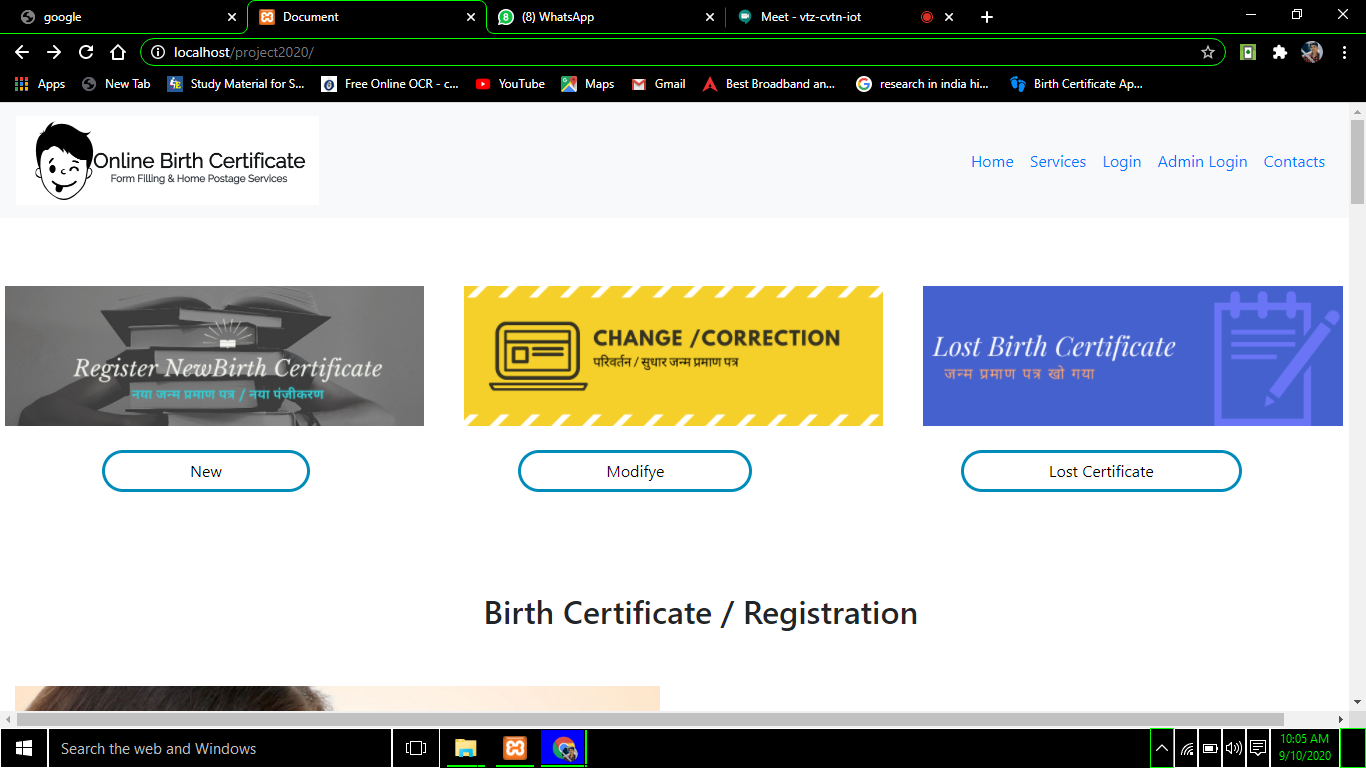 google
Document
8
(8) WhatsApp
Meet - vtz-cvtn-iot
localhost/project2020/
Apps
New Tab
Study Material for S...
Free Online OCR - c...
YouTube
Maps
Gmail
Best Broadband an...
research in india hi...
Birth Certificate Ap...
Online Birth Certificate
Form Filling & Home Postage Services
Home
Services
Login
Admin Login
Contacts
Register NewBirth Certificate
नया जन्म प्रमाण पत्र / नया पंजीकरण
CHANGE /CORRECTION
परिवर्तन / सुधार जन्म प्रमाण पत्र
Lost Birth Certificate
जन्म प्रमाण पत्र खो गया
New
Modifye
Lost Certificate
Birth Certificate / Registration
Search the web and Windows
10:05 AM
9/10/2020